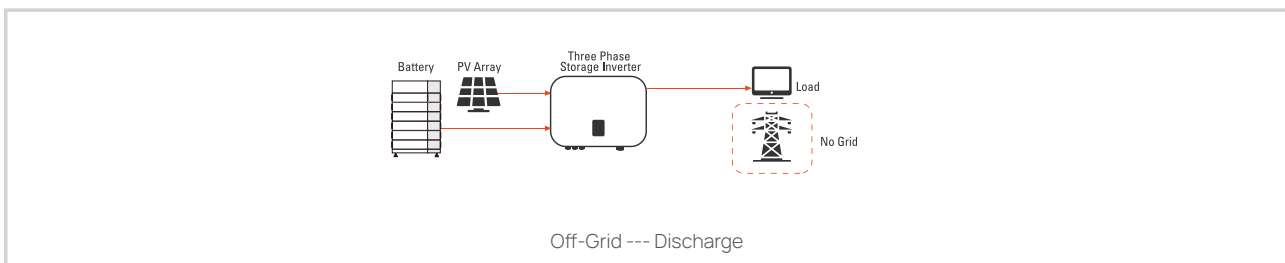 Battery
PV Array
Three Phase
Storage Inverter
Load
No Grid
Off-Grid --- Discharge